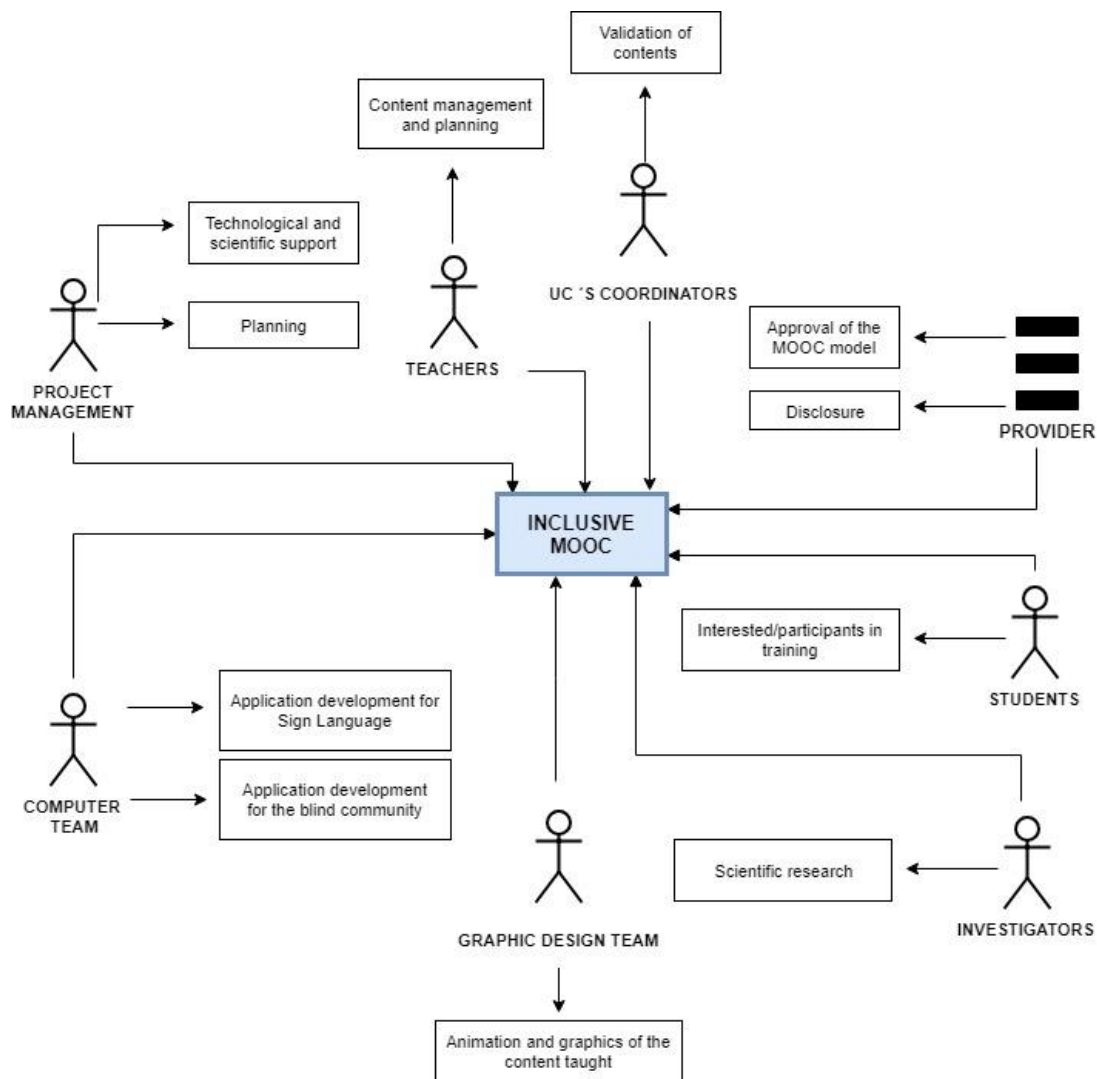 Validation of
contents
Content management
and planning
Technological and
scientific support
Planning
PROJECT
MANAGEMENT
TEACHERS
UC ´S COORDINATORS
Approval of the
MOOC model
Disclosure
PROVIDER
INCLUSIVE
MOOC
Interested/participants in
training
STUDENTS
Application development for
Sign Language
Application development
for the blind community
COMPUTER
TEAM
GRAPHIC DESIGN TEAM
Scientific research
INVESTIGATORS
Animation and graphics of the
content taught